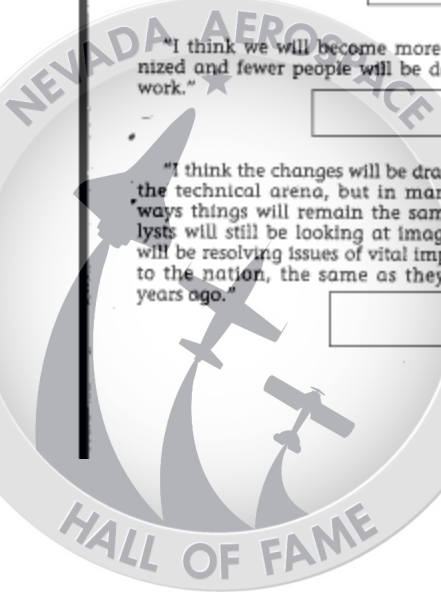 NEVADA AEROSPACE
"I think we will become more
nized and fewer people will be d
work."
"I think the changes will be dra
the technical arena, but in man
ways things will remain the sam
lysts will still be looking at imag
will be resolving issues of vital imp
to the nation, the same as they
years ago."
HALL OF FAME